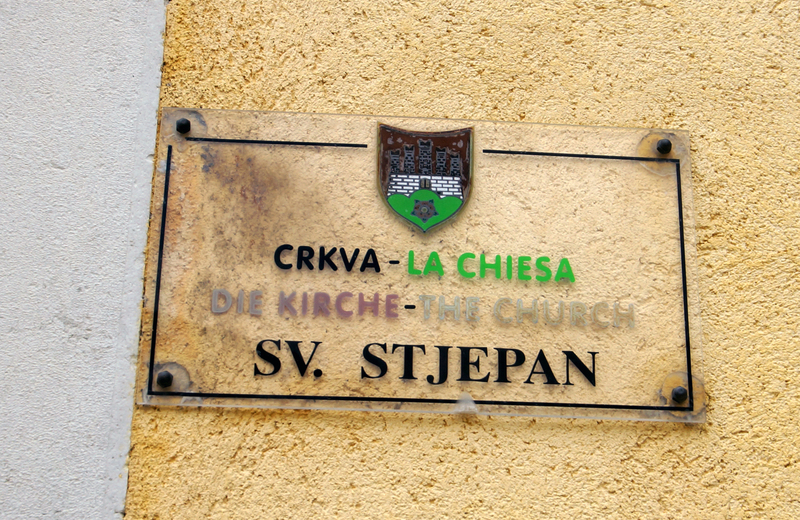 CRKVA - LA CHIESA
DIE KIRCHE - THE CHURCH
SV. STJEPAN